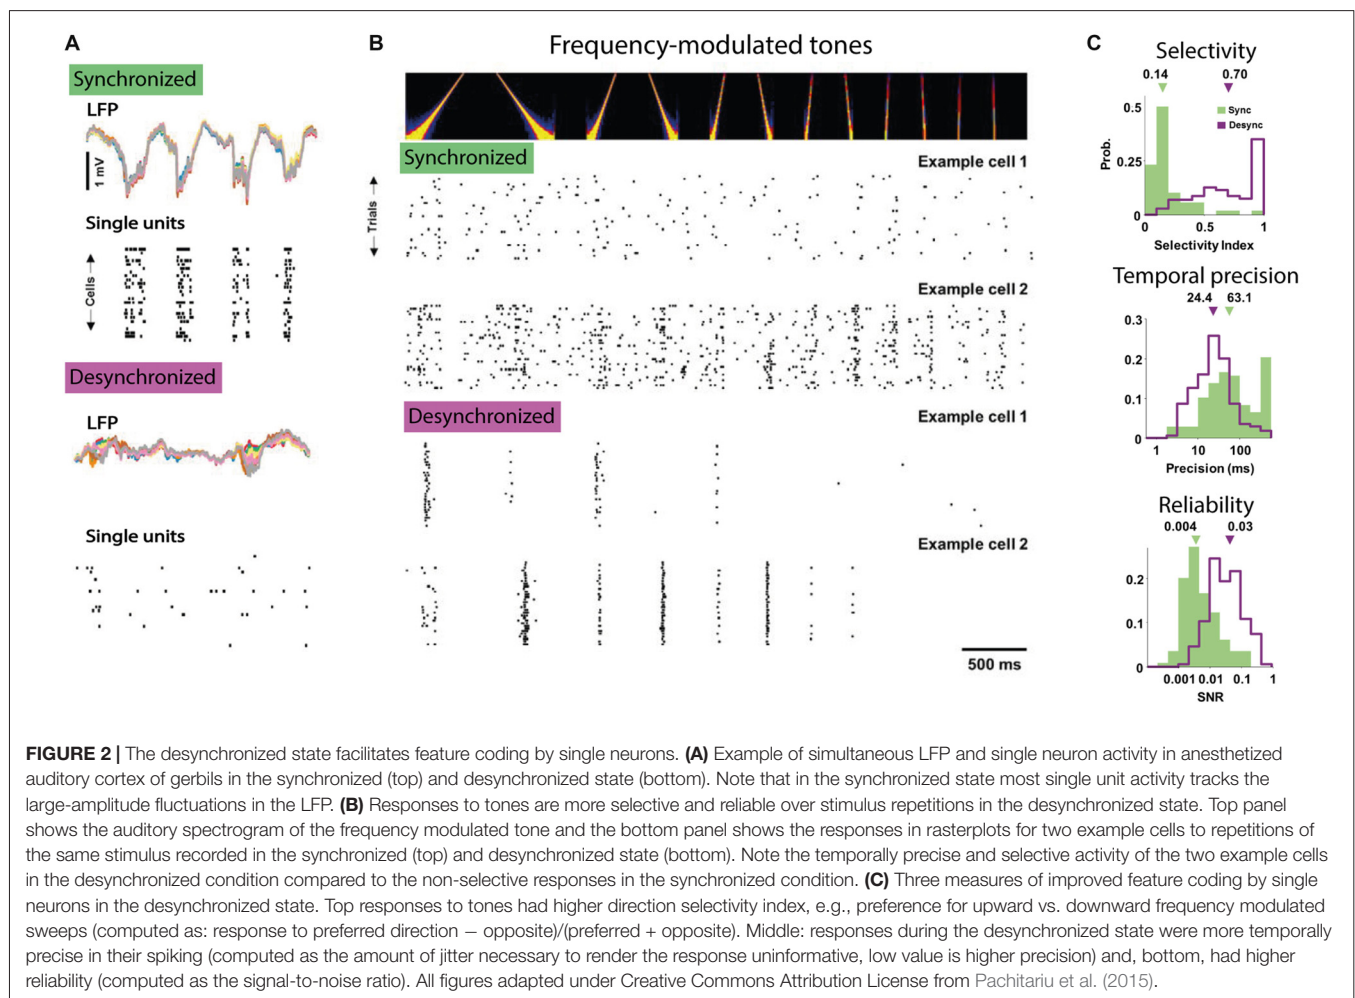 A
Synchronized
LFP
1 mV
Single units
Cells
Desynchronized
LFP
Single units
B
Frequency-modulated tones
Synchronized
Example cell 1
Trials
Example cell 2
Desynchronized
Example cell 1
Example cell 2
500 ms
C
Selectivity
0.14 0.70
Sync
Desync
Prob.
0.5
0.25
0
0 0.5 1
Selectivity Index
Temporal precision
24.4 63.1
0.3
0.2
0.1
0
1 10 100
Precision (ms)
Reliability
0.004 0.03
0.2
0.1
0
0.001 0.01 0.1 1
SNR
FIGURE 2 | The desynchronized state facilitates feature coding by single neurons. (A) Example of simultaneous LFP and single neuron activity in anesthetized
auditory cortex of gerbils in the synchronized (top) and desynchronized state (bottom). Note that in the synchronized state most single unit activity tracks the
large-amplitude fluctuations in the LFP. (B) Responses to tones are more selective and reliable over stimulus repetitions in the desynchronized state. Top panel
shows the auditory spectrogram of the frequency modulated tone and the bottom panel shows the responses in rasterplots for two example cells to repetitions of
the same stimulus recorded in the synchronized (top) and desynchronized state (bottom). Note the temporally precise and selective activity of the two example cells
in the desynchronized condition compared to the non-selective responses in the synchronized condition. (C) Three measures of improved feature coding by single
neurons in the desynchronized state. Top responses to tones had higher direction selectivity index, e.g., preference for upward vs. downward frequency modulated
sweeps (computed as: response to preferred direction − opposite)/(preferred + opposite). Middle: responses during the desynchronized state were more temporally
precise in their spiking (computed as the amount of jitter necessary to render the response uninformative, low value is higher precision) and, bottom, had higher
reliability (computed as the signal-to-noise ratio). All figures adapted under Creative Commons Attribution License from Pachitariu et al. (2015).